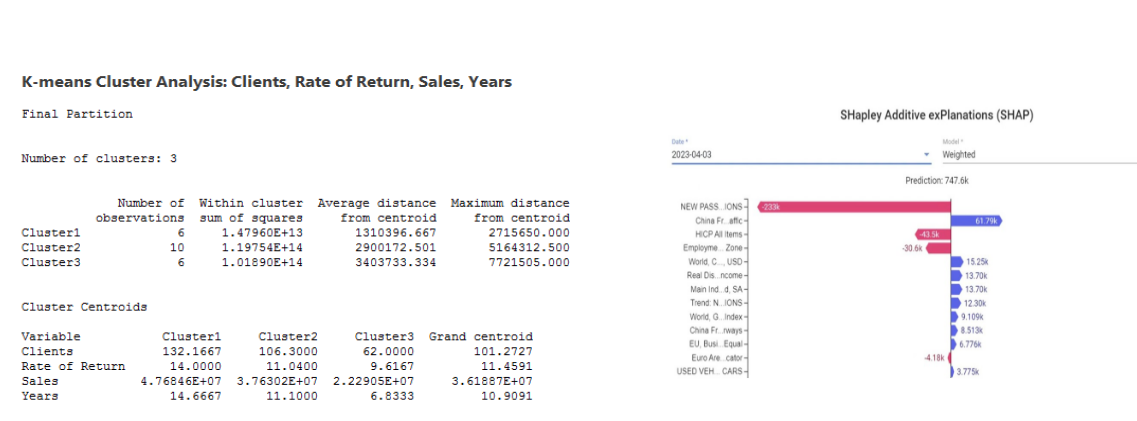 K-means Cluster Analysis: Clients, Rate of Return, Sales, Years
Final Partition
Number of clusters: 3
Number of Within cluster Average distance Maximum distance
observations sum of squares from centroid from centroid
Cluster1 6 1.47960E+13 1310396.667 2715650.000
Cluster2 10 1.19754E+14 2900172.501 5164312.500
Cluster3 6 1.01890E+14 3403733.334 7721505.000
Cluster Centroids
Variable Cluster1 Cluster2 Cluster3 Grand centroid
Clients 132.1667 106.3000 62.0000 101.2727
Rate of Return 14.0000 11.0400 9.6167 11.4591
Sales 4.76846E+07 3.76302E+07 2.22905E+07 3.61887E+07
Years 14.6667 11.1000 6.8333 10.9091
SHapley Additive exPlanations (SHAP)
Date * Model *
2023-04-03 Weighted
Prediction: 747.6k
NEW PASS...IONS -233k
China Fr...affic 61.79k
HICP All Items -43.5k
Employme... Zone -30.6k
World, C..., USD 15.25k
Real Dis...ncome 13.70k
Main Ind...d, SA 13.70k
Trend: N...IONS 12.30k
World, G...Index 9.109k
China Fr...rways 8.513k
EU, Busi...Equal 6.776k
Euro Are...cator -4.18k
USED VEH... CARS 3.775k